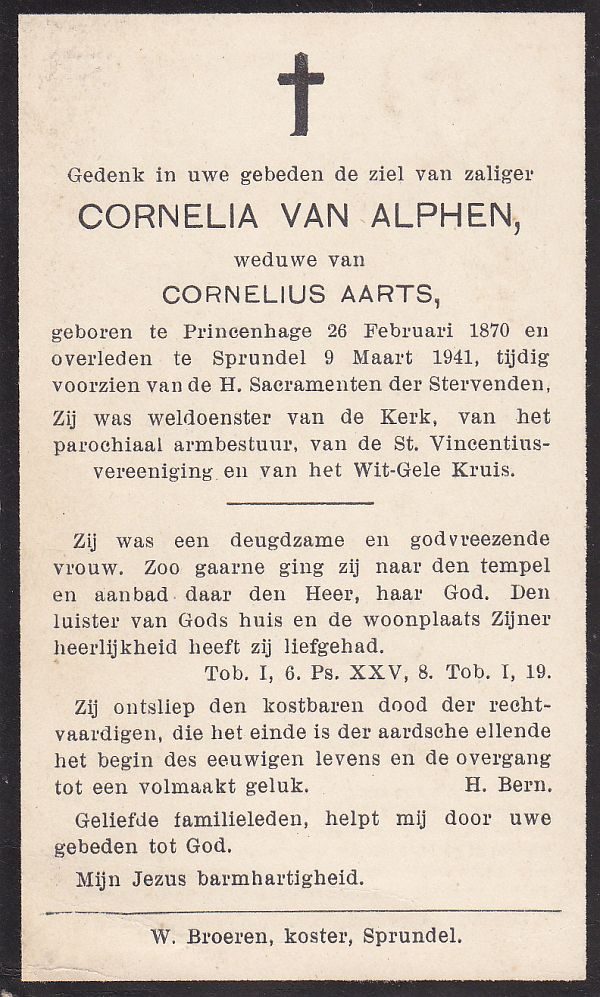 Gedenk in uwe gebeden de ziel van zaliger
CORNELIA VAN ALPHEN,
weduwe van
CORNELIUS AARTS,
geboren te Princenhage 26 Februari 1870 en
overleden te Sprundel 9 Maart 1941, tijdig
voorzien van de H. Sacramenten der Stervenden,
Zij was weldoenster van de Kerk, van het
parochiaal armbestuur, van de St. Vincentius-
vereeniging en van het Wit-Gele Kruis.
Zij was een deugdzame en godvreezende
vrouw. Zoo gaarne ging zij naar den tempel
en aanbad daar den Heer, haar God. Den
luister van Gods huis en de woonplaats Zijner
heerlijkheid heeft zij liefgehad.
Tob. I, 6. Ps. XXV, 8. Tob. I, 19.
Zij ontsliep den kostbaren dood der recht-
vaardigen, die het einde is der aardsche ellende
het begin des eeuwigen levens en de overgang
tot een volmaakt geluk. H. Bern.
Geliefde familieleden, helpt mij door uwe
gebeden tot God.
Mijn Jezus barmhartigheid.
W. Broeren, koster, Sprundel.